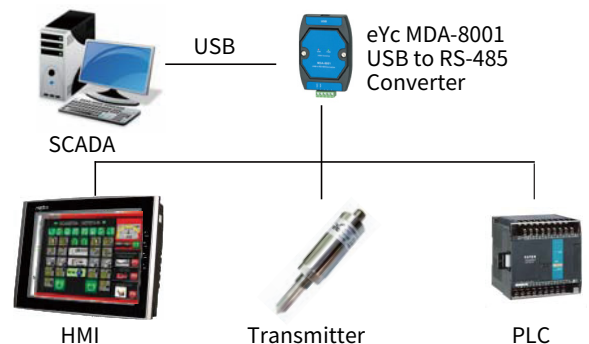 USB
eYc MDA-8001
USB to RS-485
Converter
SCADA
HMI
Transmitter
PLC